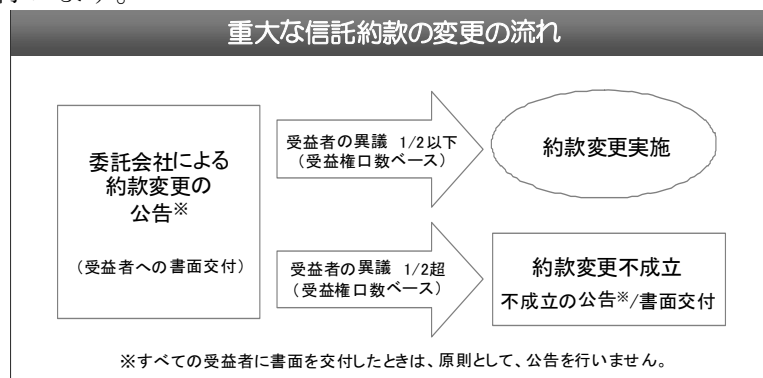 重大な信託約款の変更の流れ
委託会社による
約款変更の
公告※
(受益者への書面交付)
受益者の異議 1/2以下
(受益権口数ベース)
約款変更実施
受益者の異議 1/2超
(受益権口数ベース)
約款変更不成立
不成立の公告※/書面交付
※すべての受益者に書面を交付したときは、原則として、公告を行いません。